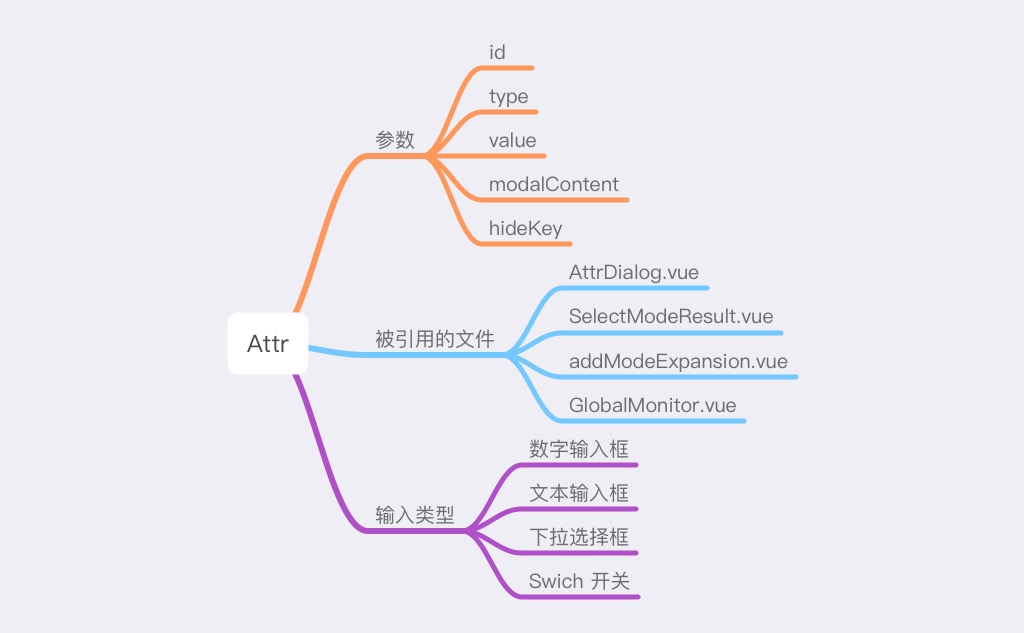 Attr
参数
id
type
value
modalContent
hideKey
被引用的文件
AttrDialog.vue
SelectModeResult.vue
addModeExpansion.vue
GlobalMonitor.vue
输入类型
数字输入框
文本输入框
下拉选择框
Swich 开关